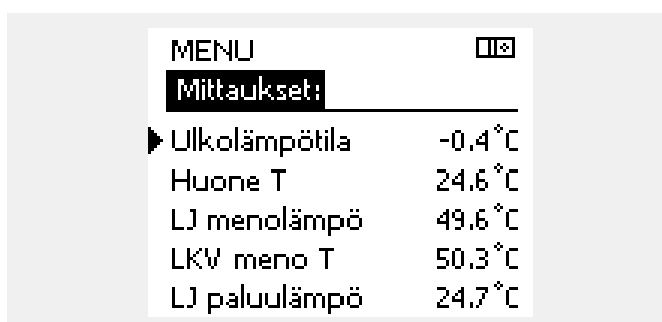 MENU
Mittaukset:
Ulkolämpötila -0.4°C
Huone T 24.6°C
LJ menolämpö 49.6°C
LKV meno T 50.3°C
LJ paluulämpö 24.7°C